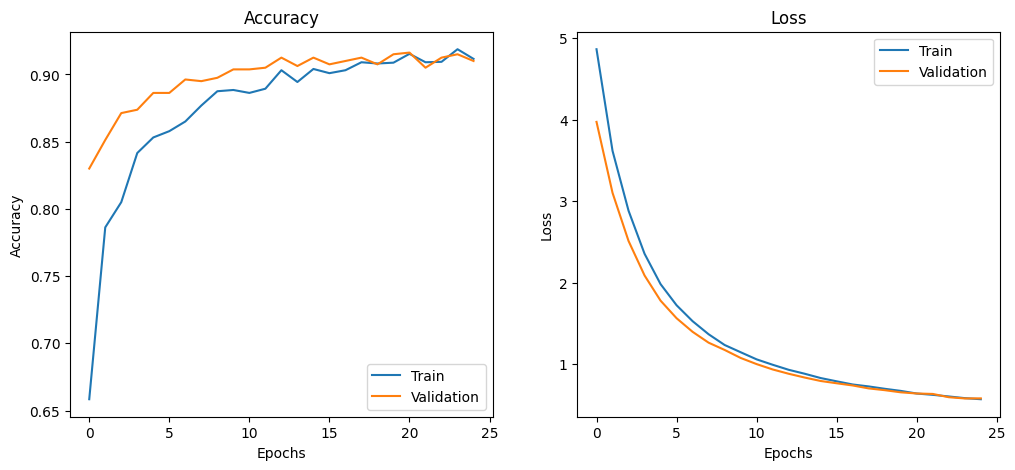 Accuracy
Accuracy
0.90
0.85
0.80
0.75
0.70
0.65
0 5 10 15 20 25
Epochs
Train
Validation
Loss
Loss
5
4
3
2
1
0 5 10 15 20 25
Epochs
Train
Validation